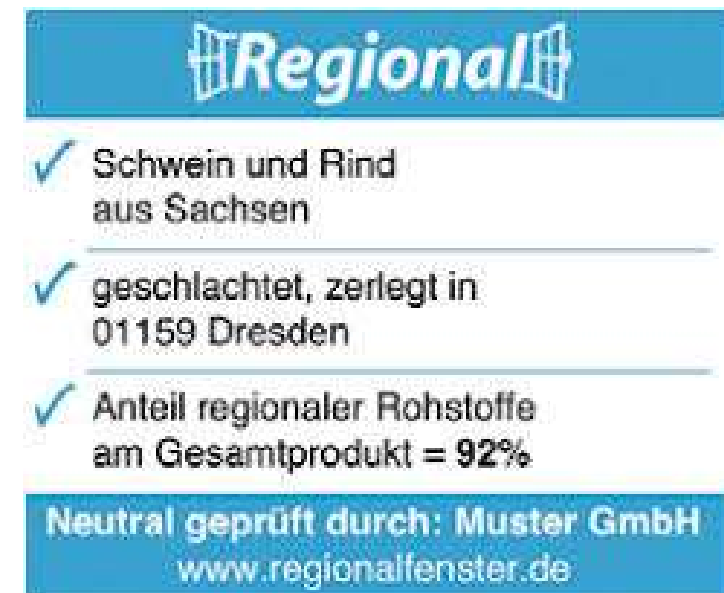 Regional
Schwein und Rind
aus Sachsen
geschlachtet, zerlegt in
01159 Dresden
Anteil regionaler Rohstoffe
am Gesamtprodukt = 92%
Neutral geprüft durch: Muster GmbH
www.regionalfenster.de